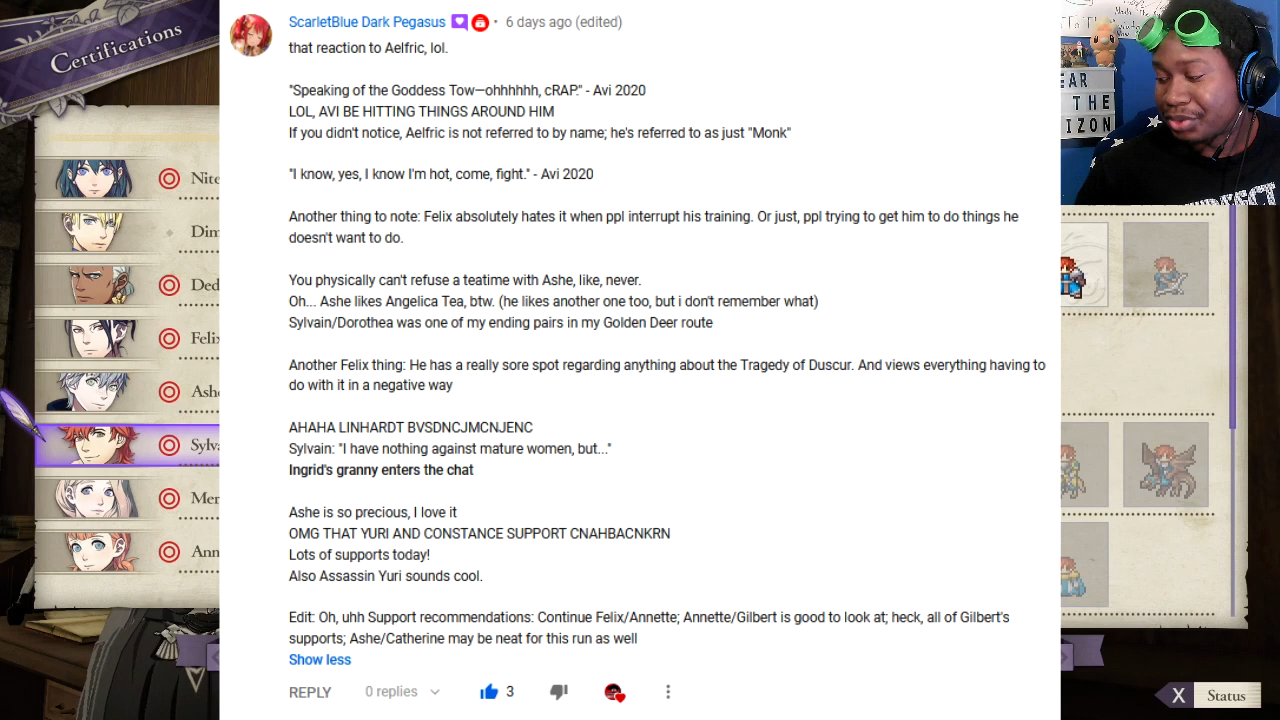 Certifications
ScarletBlue Dark Pegasus • 6 days ago (edited)
that reaction to Aelfric, lol.
"Speaking of the Goddess Tow—ohhhhhh, cRAP." - Avi 2020
LOL, AVI BE HITTING THINGS AROUND HIM
If you didn't notice, Aelfric is not referred to by name; he's referred to as just "Monk"
"I know, yes, I know I'm hot, come, fight." - Avi 2020
Another thing to note: Felix absolutely hates it when ppl interrupt his training. Or just, ppl trying to get him to do things he
doesn't want to do.
You physically can't refuse a teatime with Ashe, like, never.
Oh... Ashe likes Angelica Tea, btw. (he likes another one too, but i don't remember what)
Sylvain/Dorothea was one of my ending pairs in my Golden Deer route
Another Felix thing: He has a really sore spot regarding anything about the Tragedy of Duscur. And views everything having to
do with it in a negative way
AHAHA LINHARDT BVSDNCJMCNJENC
Sylvain: "I have nothing against mature women, but..."
Ingrid's granny enters the chat
Ashe is so precious, I love it
OMG THAT YURI AND CONSTANCE SUPPORT CNAHBACNKRN
Lots of supports today!
Also Assassin Yuri sounds cool.
Edit: Oh, uhh Support recommendations: Continue Felix/Annette; Annette/Gilbert is good to look at; heck, all of Gilbert's
supports; Ashe/Catherine may be neat for this run as well
Show less
REPLY 0 replies 3
Nite
Dim
Ded
Felix
Ashe
Sylva
Mer
Ann
EAR
THE
IZON
X Status